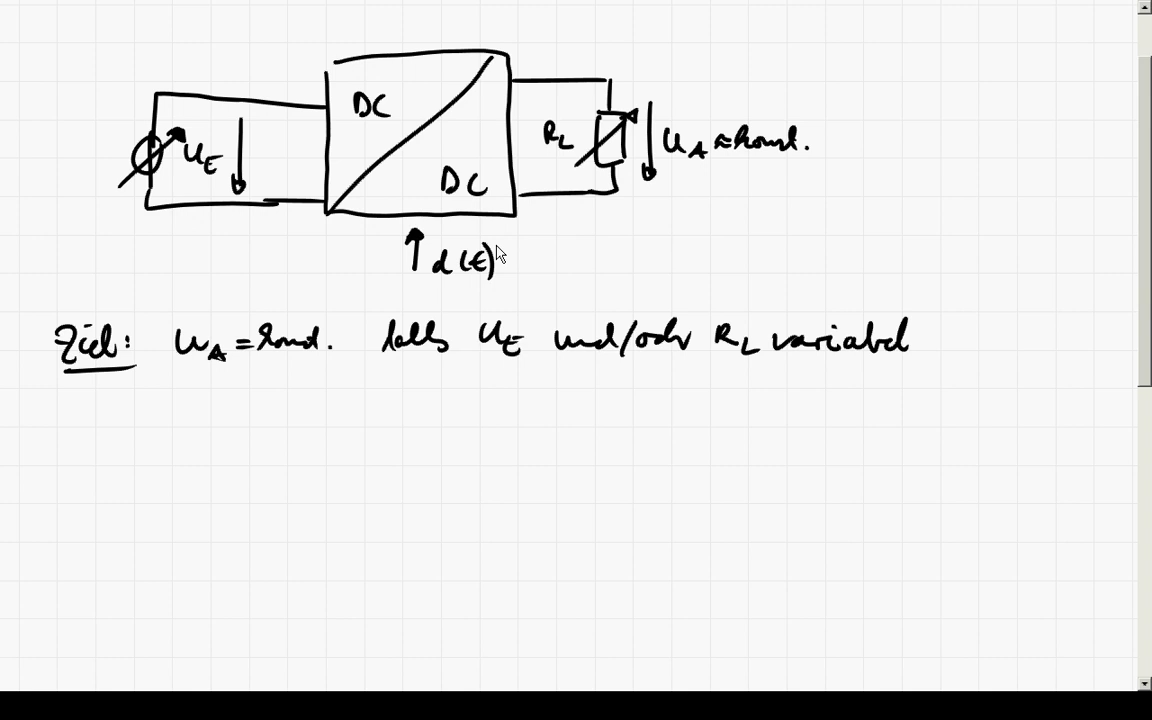 DC
U_E
R_L
U_A ≈ konst.
DC
d(t)
Ziel: U_A = konst. falls U_E und/oder R_L variabel